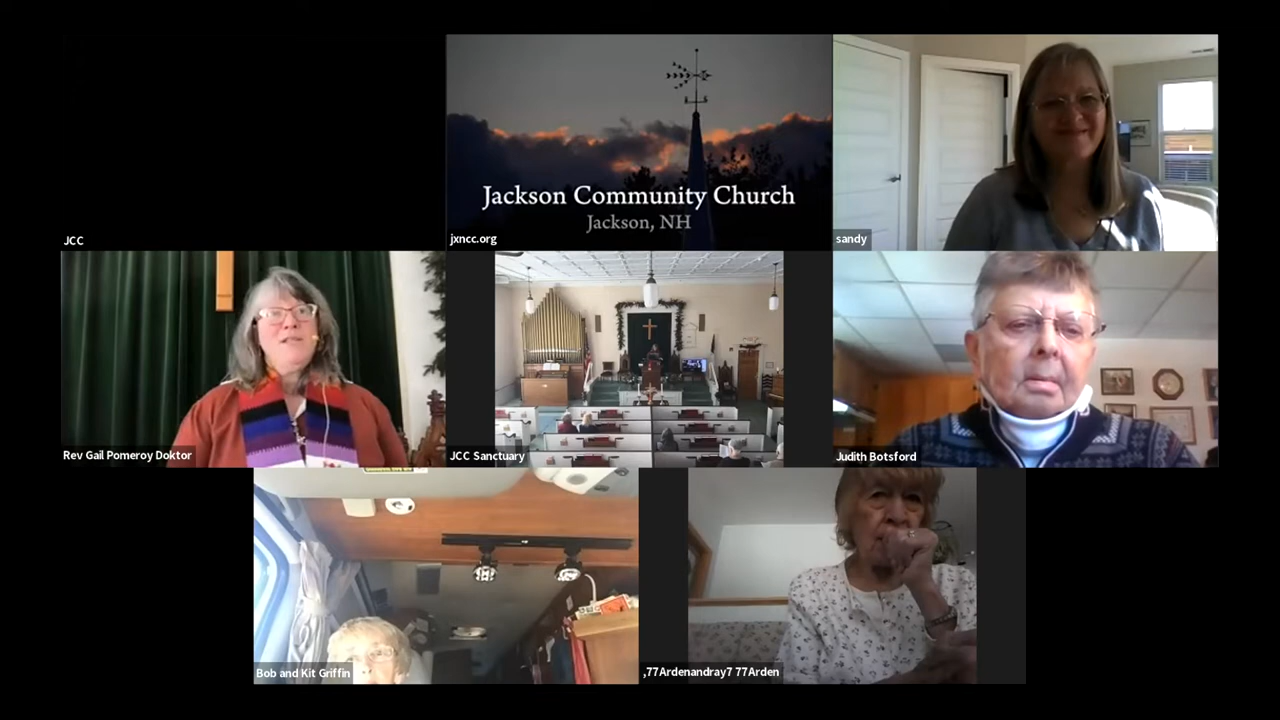 Jackson Community Church
Jackson, NH
JCC
jxncc.org
sandy
Rev Gail Pomeroy Doktor
JCC Sanctuary
Judith Botsford
Bob and Kit Griffin
,77Ardenandray7 77Arden